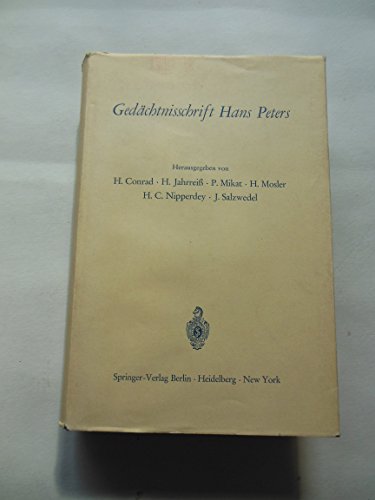 Gedächtnisschrift Hans Peters
Herausgegeben von
H. Conrad · H. Jahrreiß · P. Mikat · H. Mosler
H. C. Nipperdey · J. Salzwedel
Springer-Verlag Berlin · Heidelberg · New York